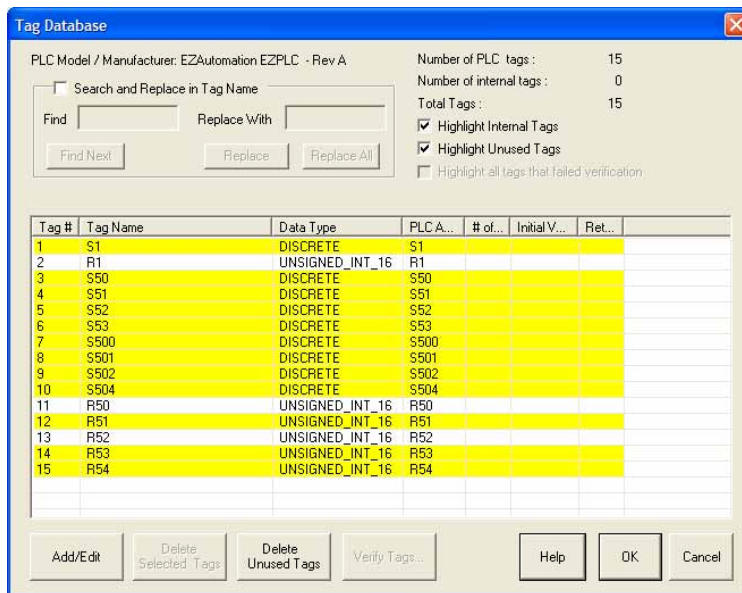 Tag Database
PLC Model / Manufacturer: EZAutomation EZPLC - Rev A
Search and Replace in Tag Name
Find Replace With
Find Next Replace Replace All
Number of PLC tags : 15
Number of internal tags : 0
Total Tags : 15
Highlight Internal Tags
Highlight Unused Tags
Highlight all tags that failed verification
Tag # Tag Name Data Type PLC A... # of... Initial V... Ret...
1 S1 DISCRETE S1
2 R1 UNSIGNED_INT_16 R1
3 S50 DISCRETE S50
4 S51 DISCRETE S51
5 S52 DISCRETE S52
6 S53 DISCRETE S53
7 S500 DISCRETE S500
8 S501 DISCRETE S501
9 S502 DISCRETE S502
10 S504 DISCRETE S504
11 R50 UNSIGNED_INT_16 R50
12 R51 UNSIGNED_INT_16 R51
13 R52 UNSIGNED_INT_16 R52
14 R53 UNSIGNED_INT_16 R53
15 R54 UNSIGNED_INT_16 R54
Add/Edit Delete Selected Tags Delete Unused Tags Verify Tags... Help OK Cancel